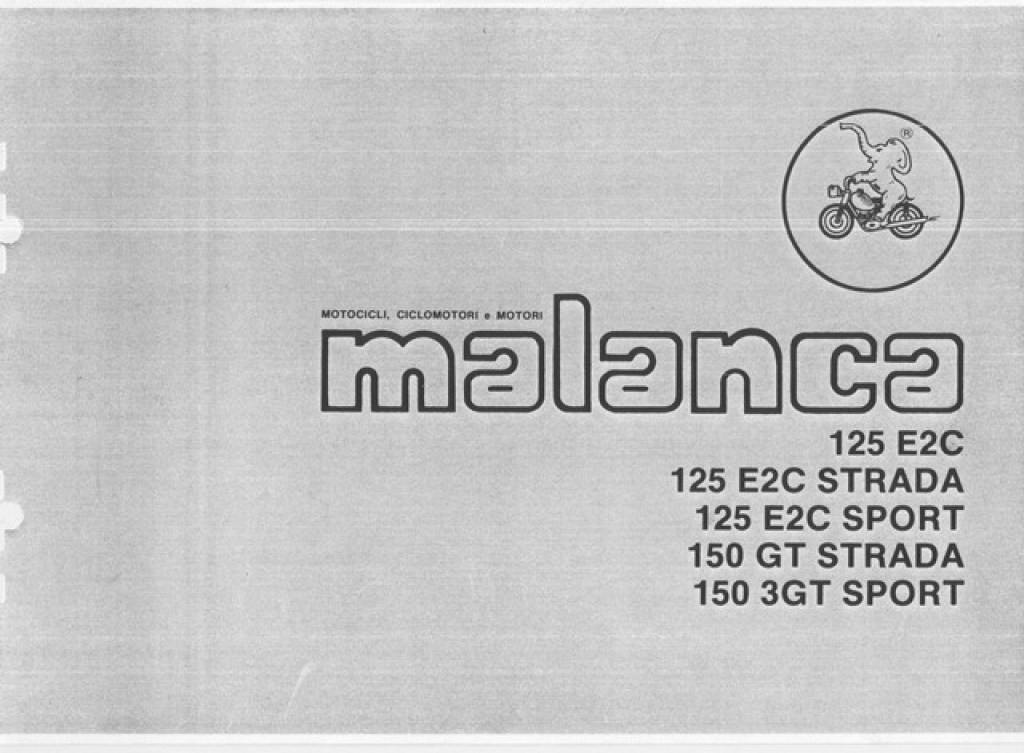 ®
MOTOCICLI, CICLOMOTORI e MOTORI
malanca
125 E2C
125 E2C STRADA
125 E2C SPORT
150 GT STRADA
150 3GT SPORT